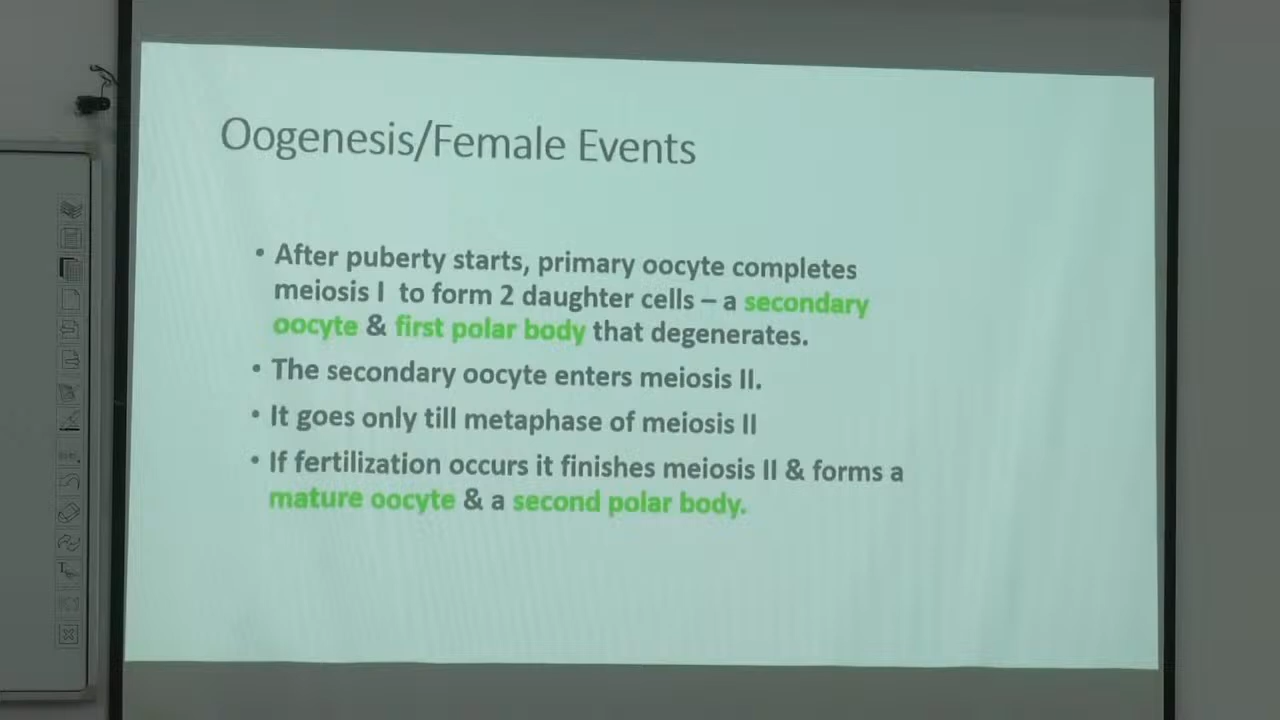 Oogenesis/Female Events
• After puberty starts, primary oocyte completes
meiosis I to form 2 daughter cells – a secondary
oocyte & first polar body that degenerates.
• The secondary oocyte enters meiosis II.
• It goes only till metaphase of meiosis II
• If fertilization occurs it finishes meiosis II & forms a
mature oocyte & a second polar body.